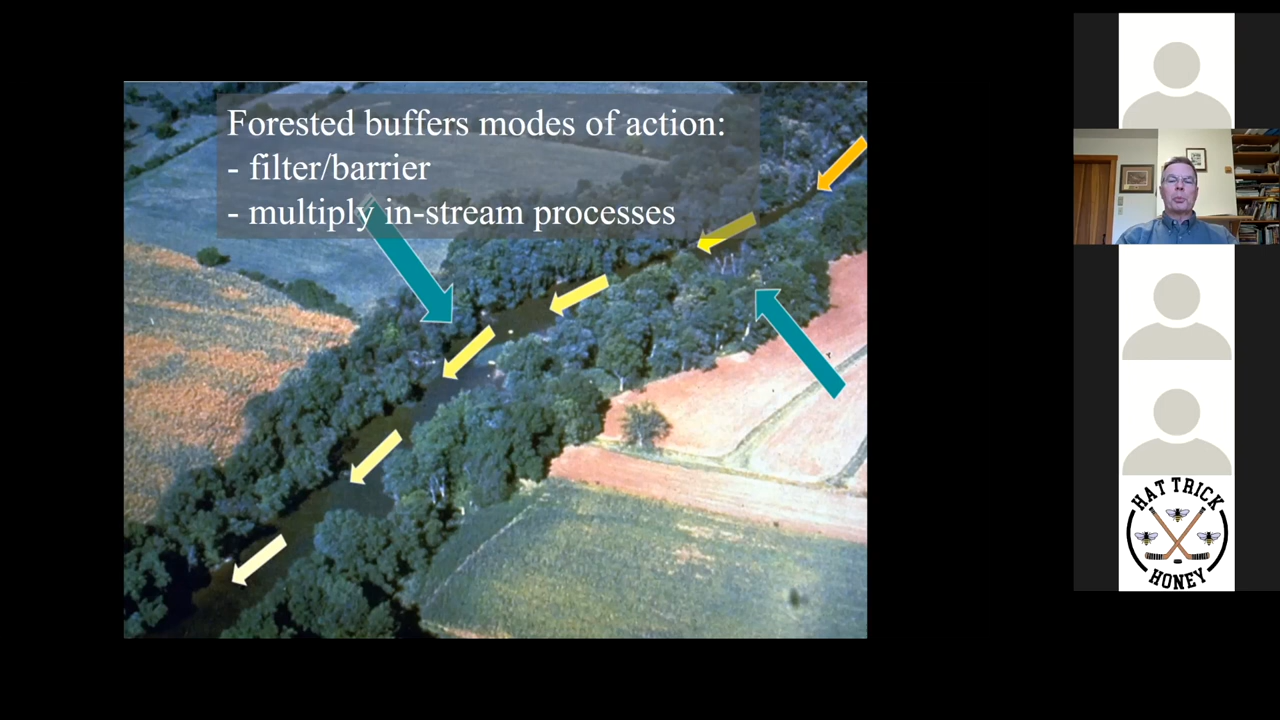 Forested buffers modes of action:
- filter/barrier
- multiply in-stream processes
HAT TRICK
HONEY